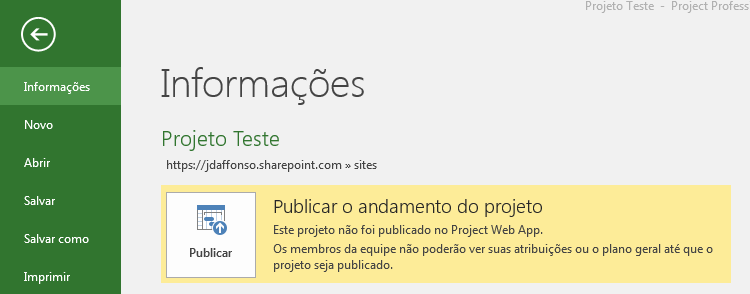 Projeto Teste - Project Profess
Informações
Novo
Abrir
Salvar
Salvar como
Imprimir
Informações
Projeto Teste
https://jdaffonso.sharepoint.com » sites
Publicar
Publicar o andamento do projeto
Este projeto não foi publicado no Project Web App.
Os membros da equipe não poderão ver suas atribuições ou o plano geral até que o
projeto seja publicado.